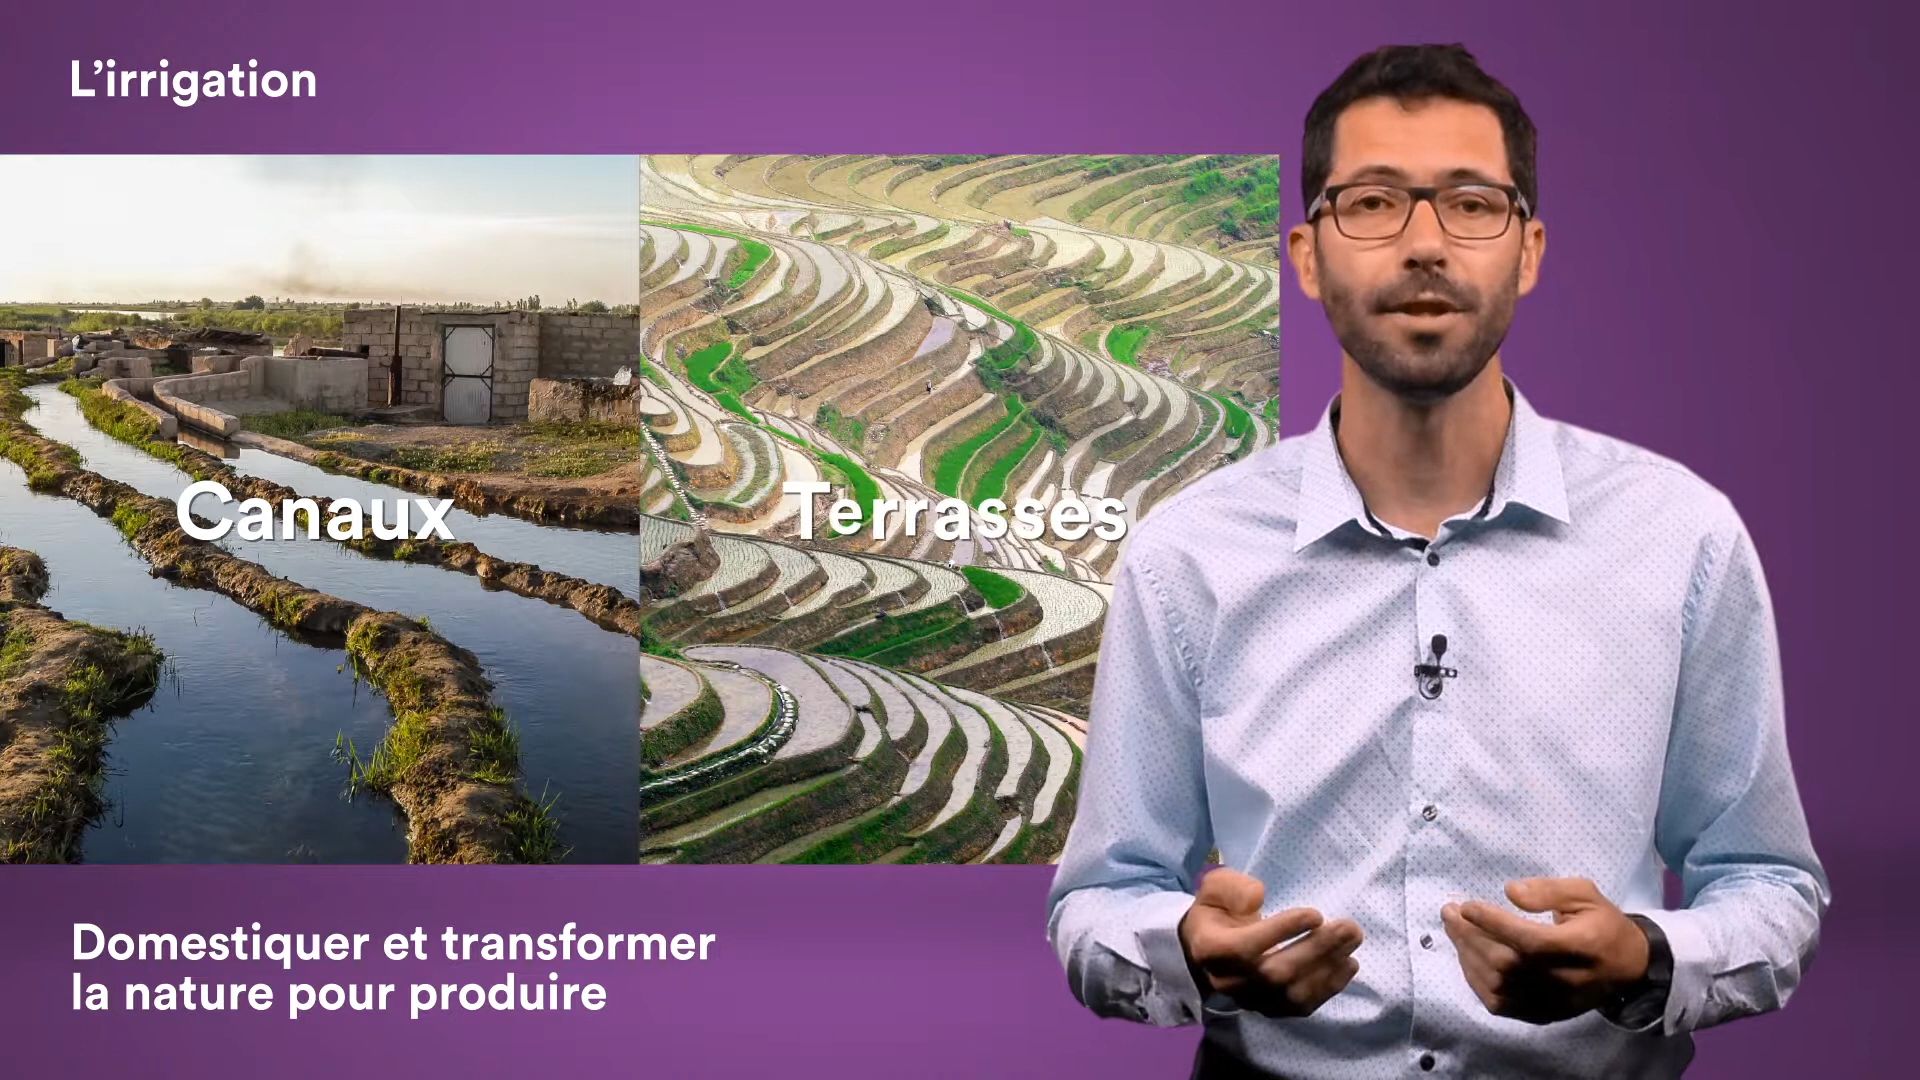 L’irrigation
Canaux
Terrasses
Domestiquer et transformer
la nature pour produire